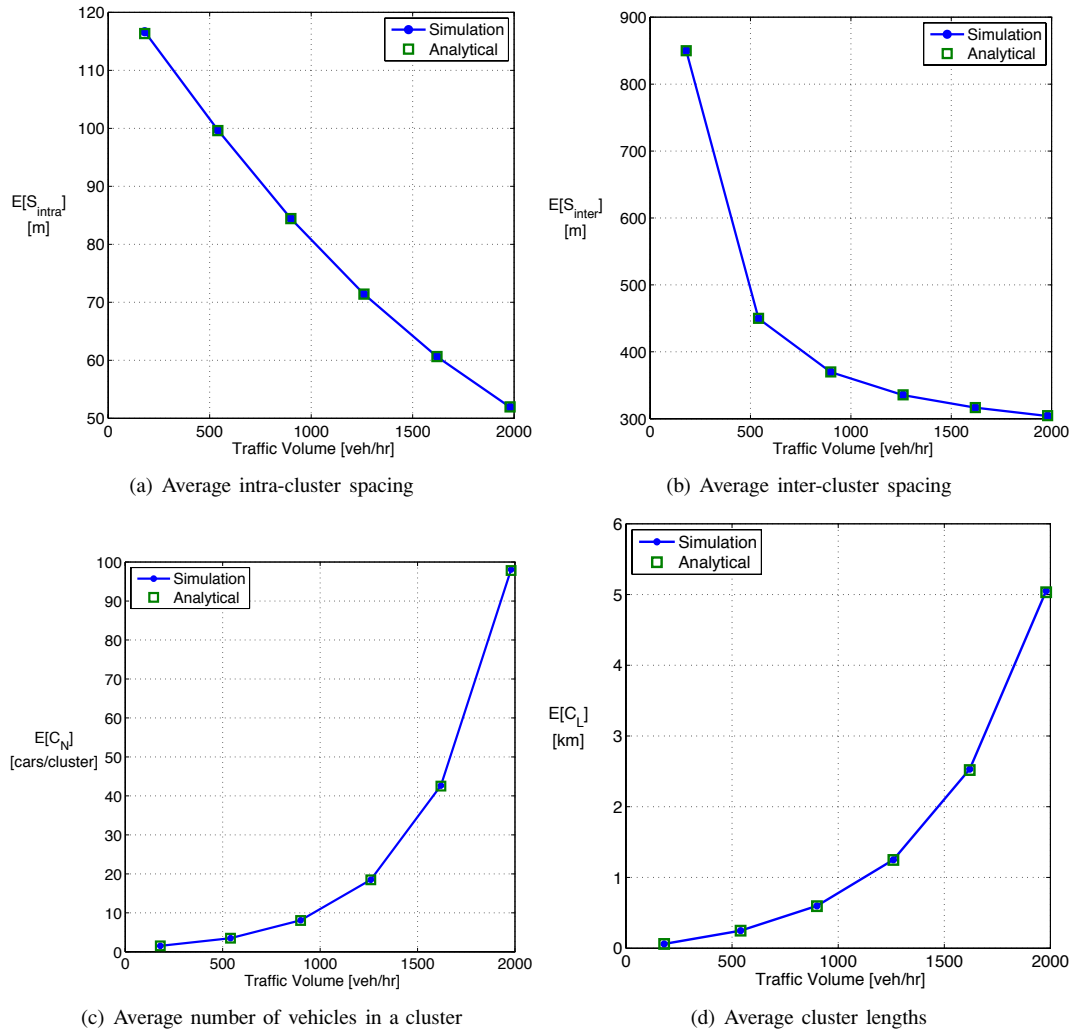 120
110
100
90
80
70
60
50
E[S_intra]
[m]
Simulation
Analytical
0 500 1000 1500 2000
Traffic Volume [veh/hr]
(a) Average intra-cluster spacing
900
800
700
600
500
400
300
E[S_inter]
[m]
Simulation
Analytical
0 500 1000 1500 2000
Traffic Volume [veh/hr]
(b) Average inter-cluster spacing
100
90
80
70
60
50
40
30
20
10
0
E[C_N]
[cars/cluster]
Simulation
Analytical
0 500 1000 1500 2000
Traffic Volume [veh/hr]
(c) Average number of vehicles in a cluster
6
5
4
3
2
1
0
E[C_L]
[km]
Simulation
Analytical
0 500 1000 1500 2000
Traffic Volume [veh/hr]
(d) Average cluster lengths